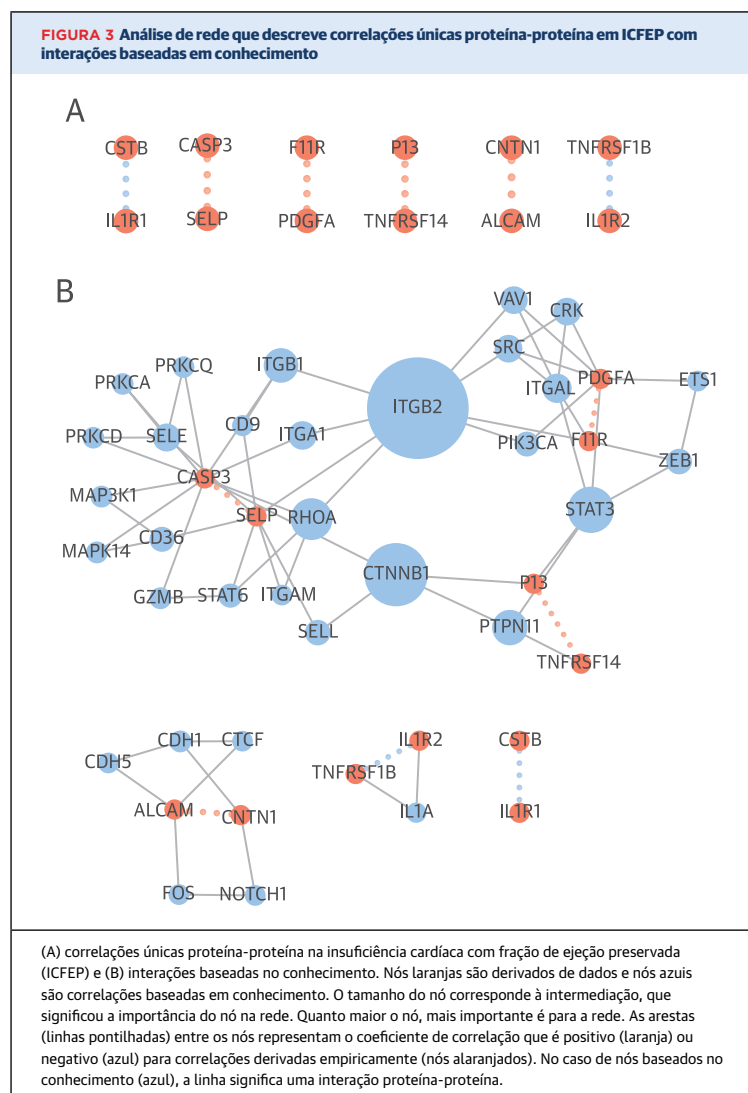 FIGURA 3 Análise de rede que descreve correlações únicas proteína-proteína em ICFEP com
interações baseadas em conhecimento
A
CSTB CASP3 F11R P13 CNTN1 TNFRSF1B
IL1R1 SELP PDGFA TNFRSF14 ALCAM IL1R2
B
VAV1 CRK
SRC
PRKCQ ITGB1
PDGFA ETS1
PRKCA ITGAL
ITGB2
CD9
PRKCD SELE ITGA1 PIK3CA F11R
ZEB1
CASP3
MAP3K1
SELP RHOA STAT3
CD36
MAPK14
CTNNB1
P13
GZMB STAT6 ITGAM
SELL PTPN11
TNFRSF14
CDH1 CTCF IL1R2 CSTB
CDH5
TNFRSF1B
ALCAM CNTN1 IL1A IL1R1
FOS NOTCH1
(A) correlações únicas proteína-proteína na insuficiência cardíaca com fração de ejeção preservada
(ICFEP) e (B) interações baseadas no conhecimento. Nós laranjas são derivados de dados e nós azuis
são correlações baseadas em conhecimento. O tamanho do nó corresponde à intermediação, que
significou a importância do nó na rede. Quanto maior o nó, mais importante é para a rede. As arestas
(linhas pontilhadas) entre os nós representam o coeficiente de correlação que é positivo (laranja) ou
negativo (azul) para correlações derivadas empiricamente (nós alaranjados). No caso de nós baseados no
conhecimento (azul), a linha significa uma interação proteína-proteína.